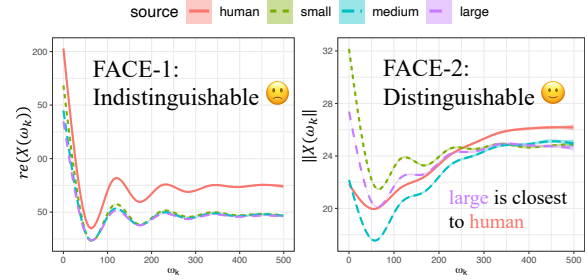 source human small medium large
FACE-1:
Indistinguishable
re(X(ωₖ))
200
50
00
50
0 100 200 300 400 500
ωₖ
FACE-2:
Distinguishable
||X(ωₖ)||
32
28
24
20
large is closest
to human
0 100 200 300 400 500
ωₖ